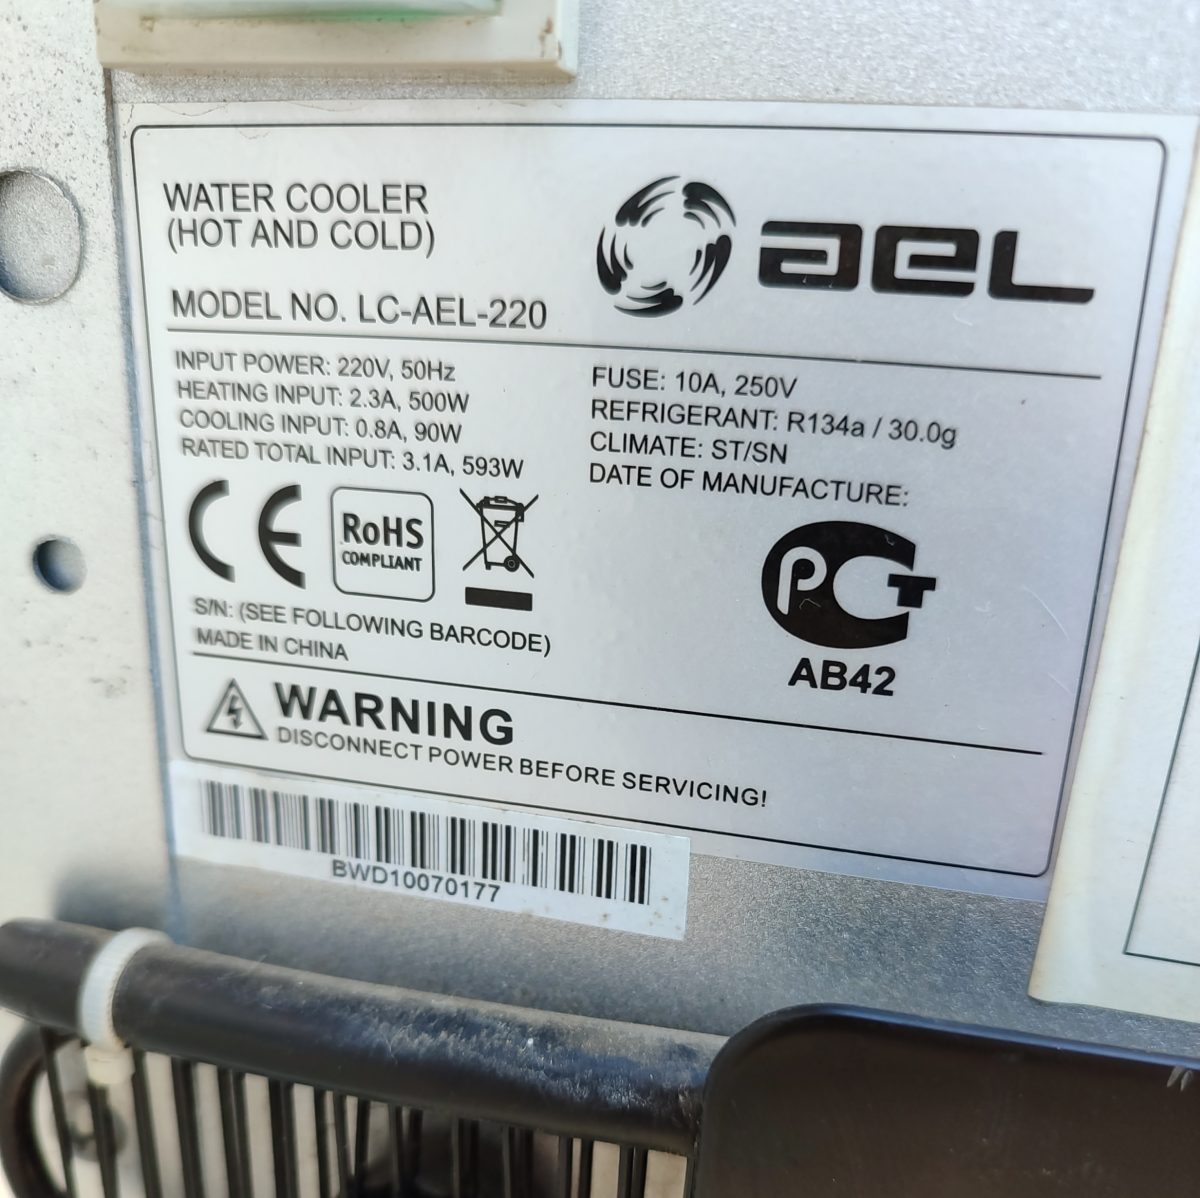 WATER COOLER
(HOT AND COLD)
MODEL NO. LC-AEL-220
ael
INPUT POWER: 220V, 50Hz
HEATING INPUT: 2.3A, 500W
COOLING INPUT: 0.8A, 90W
RATED TOTAL INPUT: 3.1A, 593W
FUSE: 10A, 250V
REFRIGERANT: R134a / 30.0g
CLIMATE: ST/SN
DATE OF MANUFACTURE:
CE
RoHS
COMPLIANT
РСТ
AB42
S/N: (SEE FOLLOWING BARCODE)
MADE IN CHINA
WARNING
DISCONNECT POWER BEFORE SERVICING!
BWD10070177